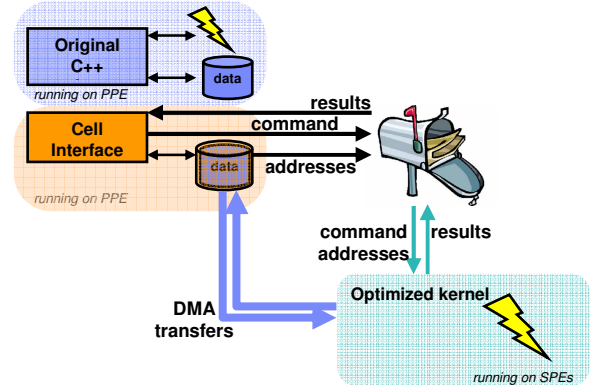 Original
C++
data
running on PPE
results
command
Cell
Interface
data
addresses
running on PPE
command
addresses
results
Optimized kernel
DMA
transfers
running on SPEs